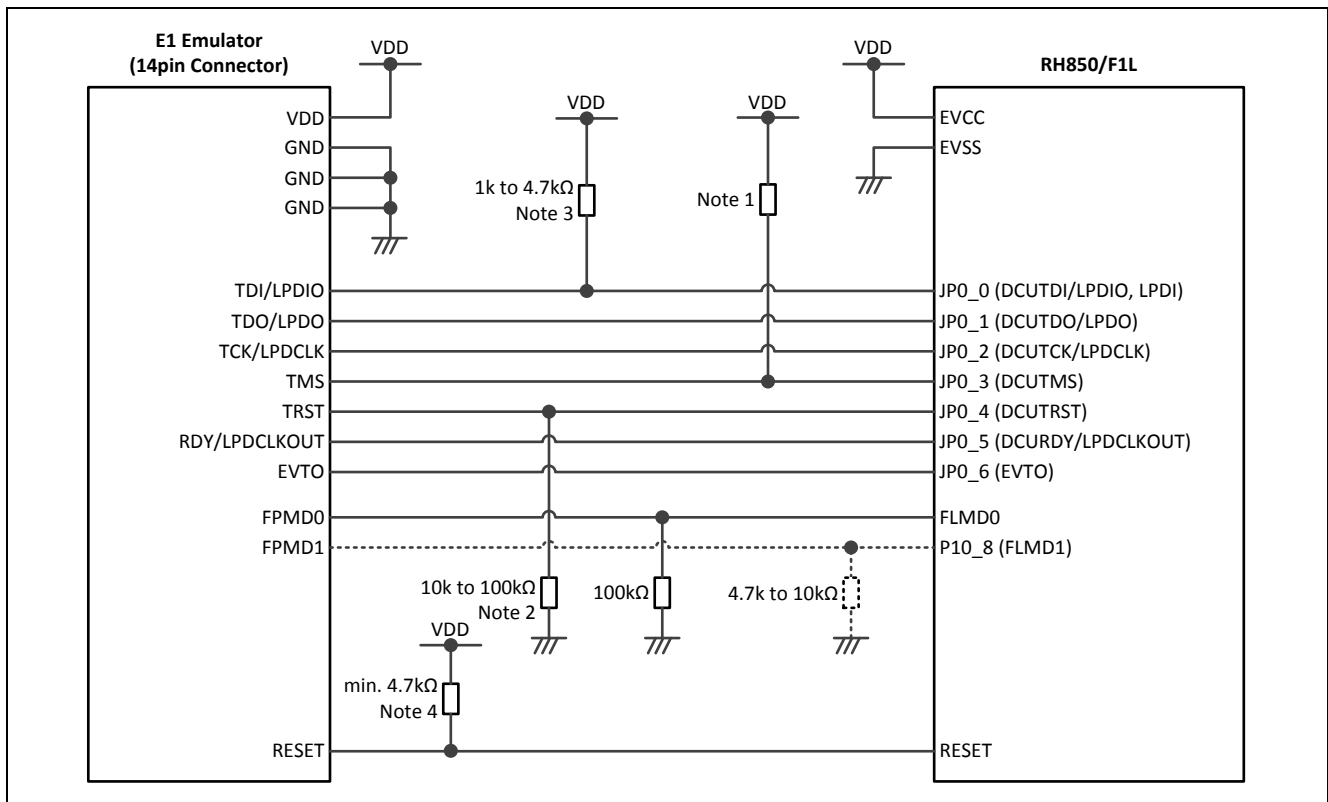 E1 Emulator
(14pin Connector)
VDD
VDD
RH850/F1L
VDD
GND
GND
GND
VDD
VDD
EVCC
EVSS
1k to 4.7kΩ
Note 3
Note 1
TDI/LPDIO
TDO/LPDO
TCK/LPDCLK
TMS
TRST
RDY/LPDCLKOUT
EVTO
FPMD0
FPMD1
JP0_0 (DCUTDI/LPDIO, LPDI)
JP0_1 (DCUTDO/LPDO)
JP0_2 (DCUTCK/LPDCLK)
JP0_3 (DCUTMS)
JP0_4 (DCUTRST)
JP0_5 (DCURDY/LPDCLKOUT)
JP0_6 (EVTO)
FLMD0
P10_8 (FLMD1)
10k to 100kΩ
Note 2
100kΩ
4.7k to 10kΩ
VDD
min. 4.7kΩ
Note 4
RESET
RESET